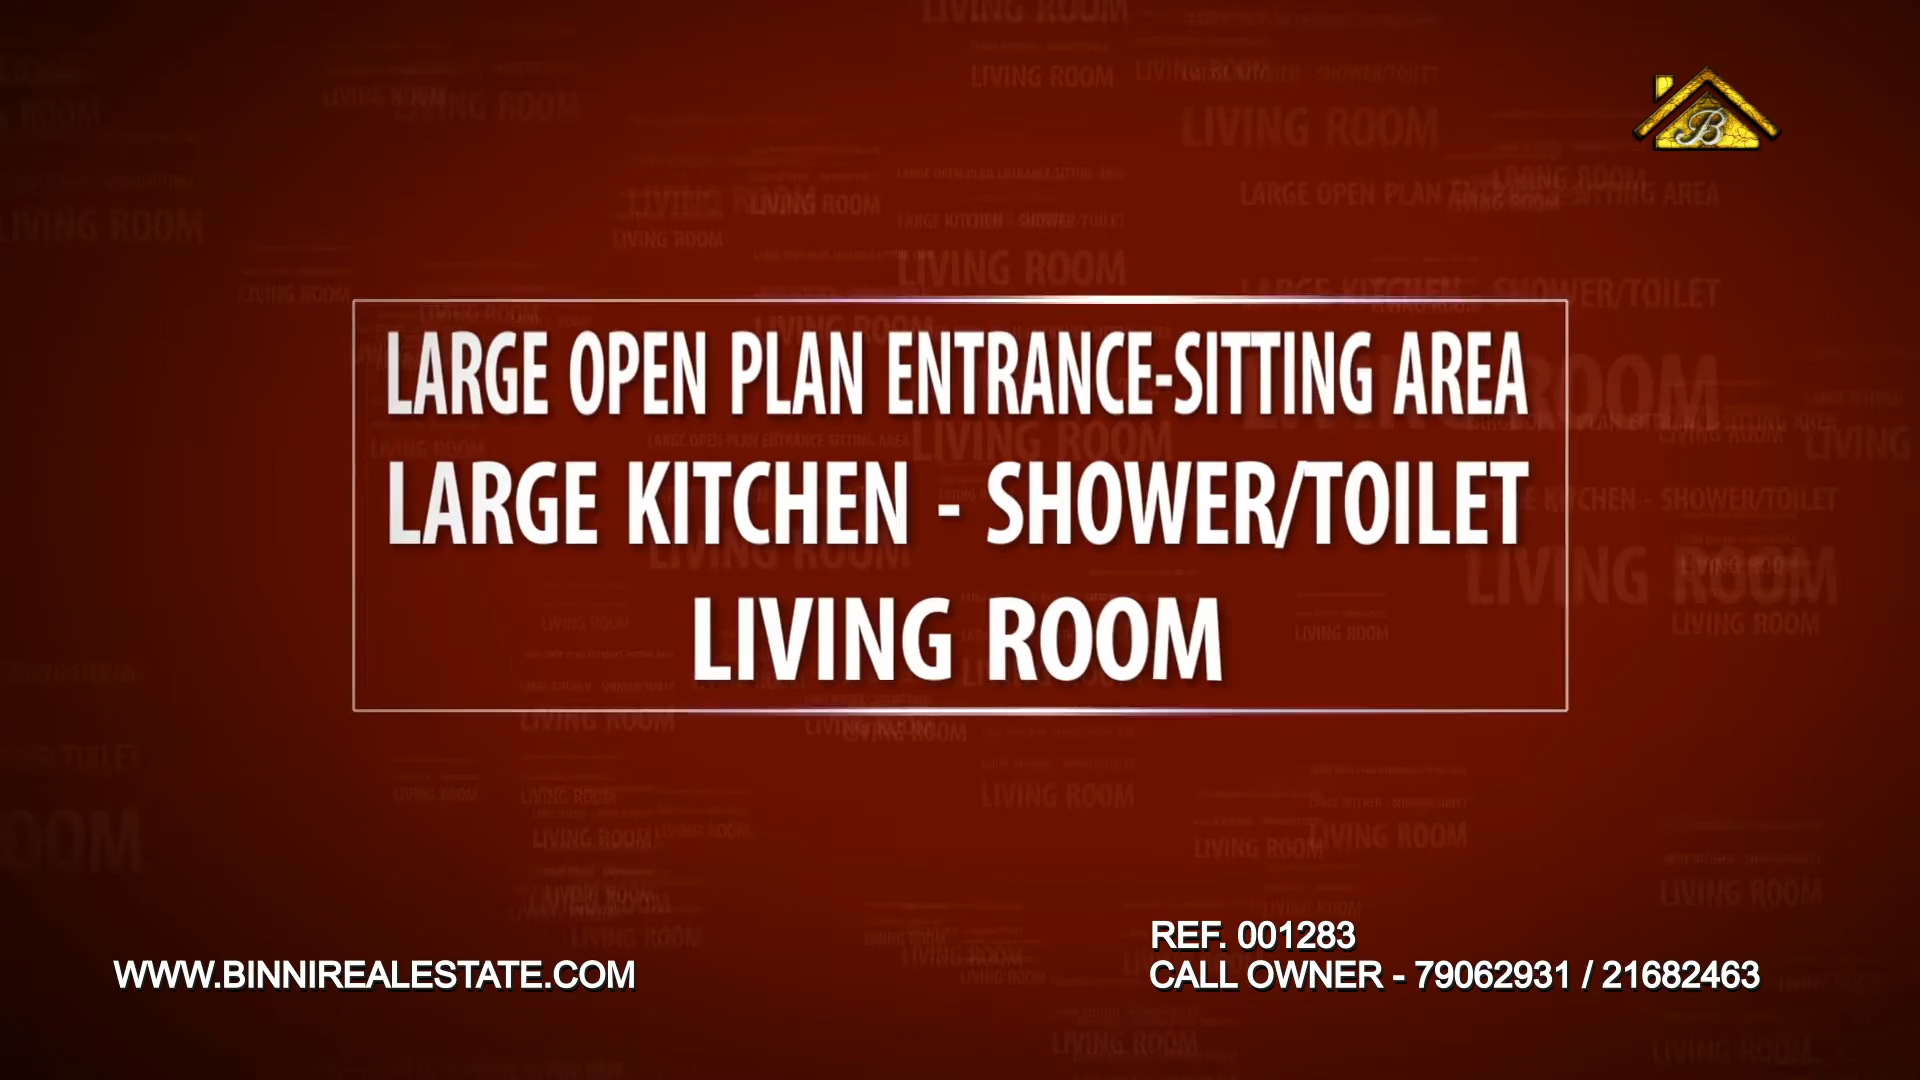 B
LARGE OPEN PLAN ENTRANCE-SITTING AREA
LARGE KITCHEN - SHOWER/TOILET
LIVING ROOM
REF. 001283
WWW.BINNIREALESTATE.COM
CALL OWNER - 79062931 / 21682463